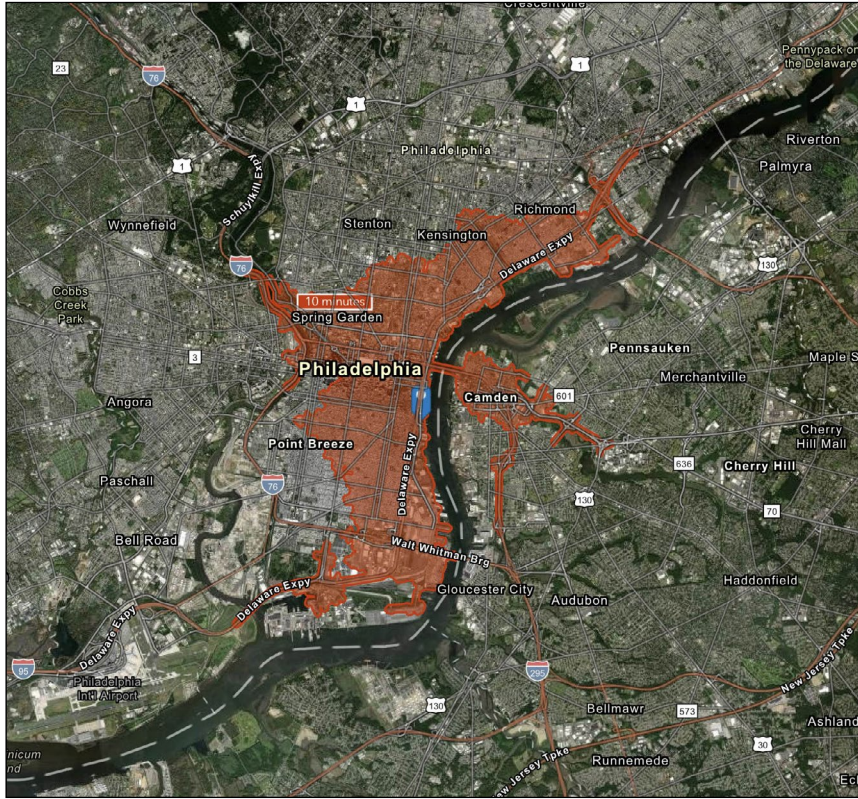 Crescentville
23
76
1
Pennypack on
the Delaware
1
Philadelphia
1
Riverton
Palmyra
Schuylkill Expy
Wynnefield
Stenton
Richmond
Kensington
Delaware Expy
76
130
Cobbs
Creek
Park
10 minutes
Spring Garden
3
Pennsauken
Maple S
Philadelphia
Merchantville
Angora
Camden
601
Point Breeze
Cherry
Hill Mall
Delaware Expy
636
Cherry Hill
Paschall
76
130
70
Bell Road
Walt Whitman Brg
Haddonfield
Delaware Expy
Gloucester City
Audubon
Delaware Expy
95
295
New Jersey Tpke
Philadelphia
Int'l Airport
130
Bellmawr
573
Ashland
30
nicum
nd
ew Jersey Tpke
Runnemede
Ec